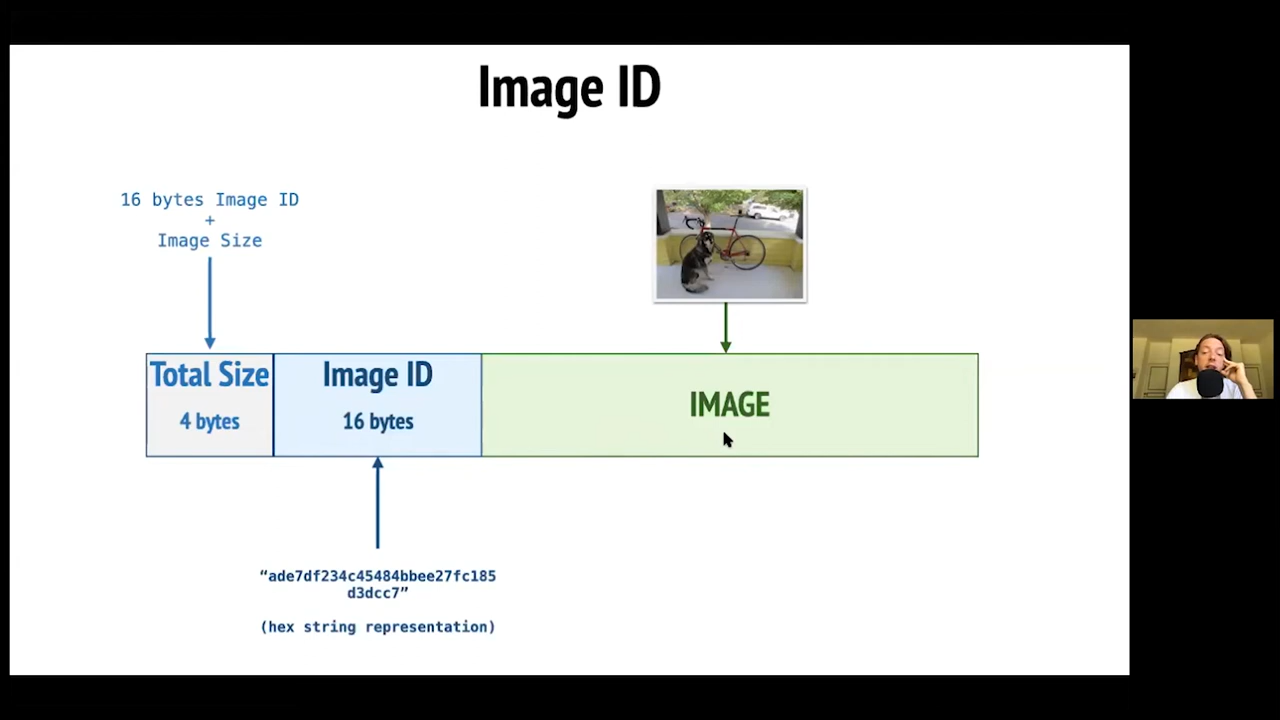 Image ID
16 bytes Image ID
+
Image Size
Total Size
4 bytes
Image ID
16 bytes
IMAGE
“ade7df234c45484bbee27fc185
d3dcc7”
(hex string representation)